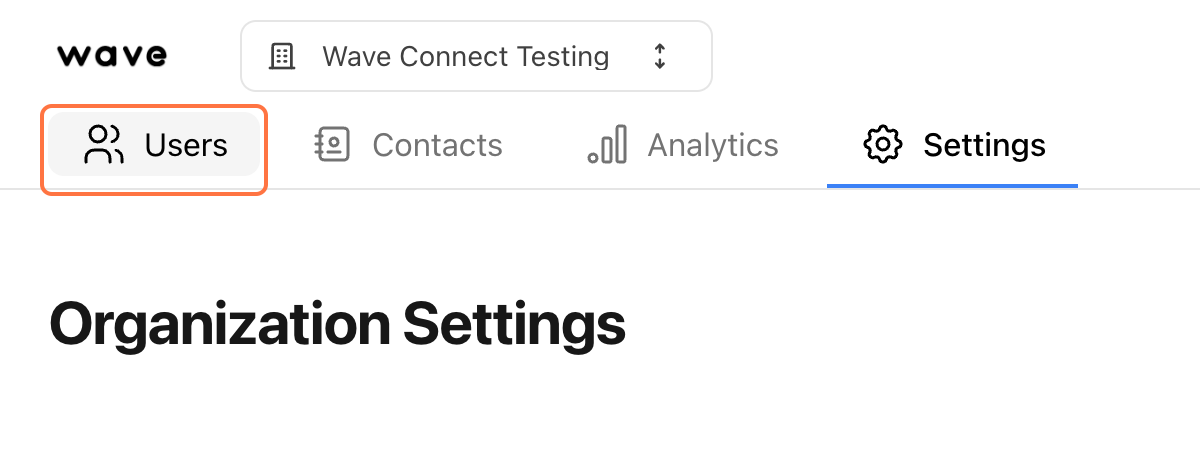 wave
Wave Connect Testing
Users
Contacts
Analytics
Settings
Organization Settings